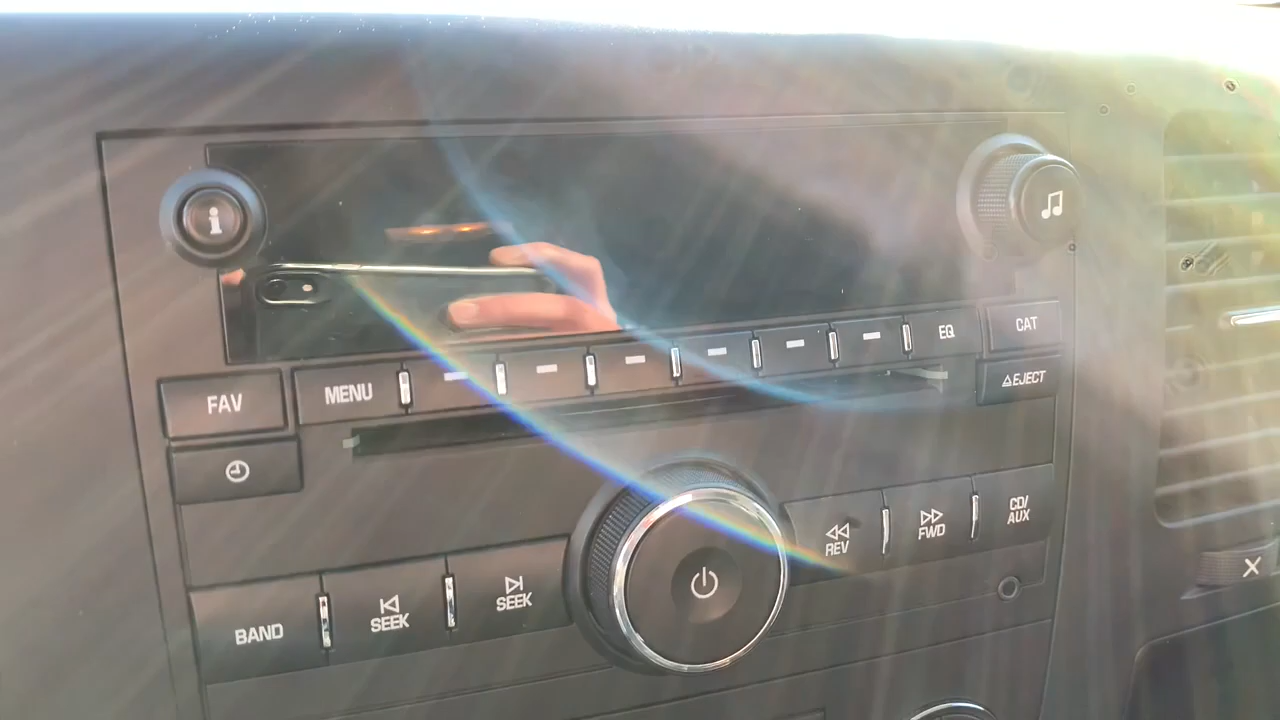 i
FAV
MENU
EQ
CAT
EJECT
BAND
SEEK
SEEK
REV
FWD
CD/
AUX
X